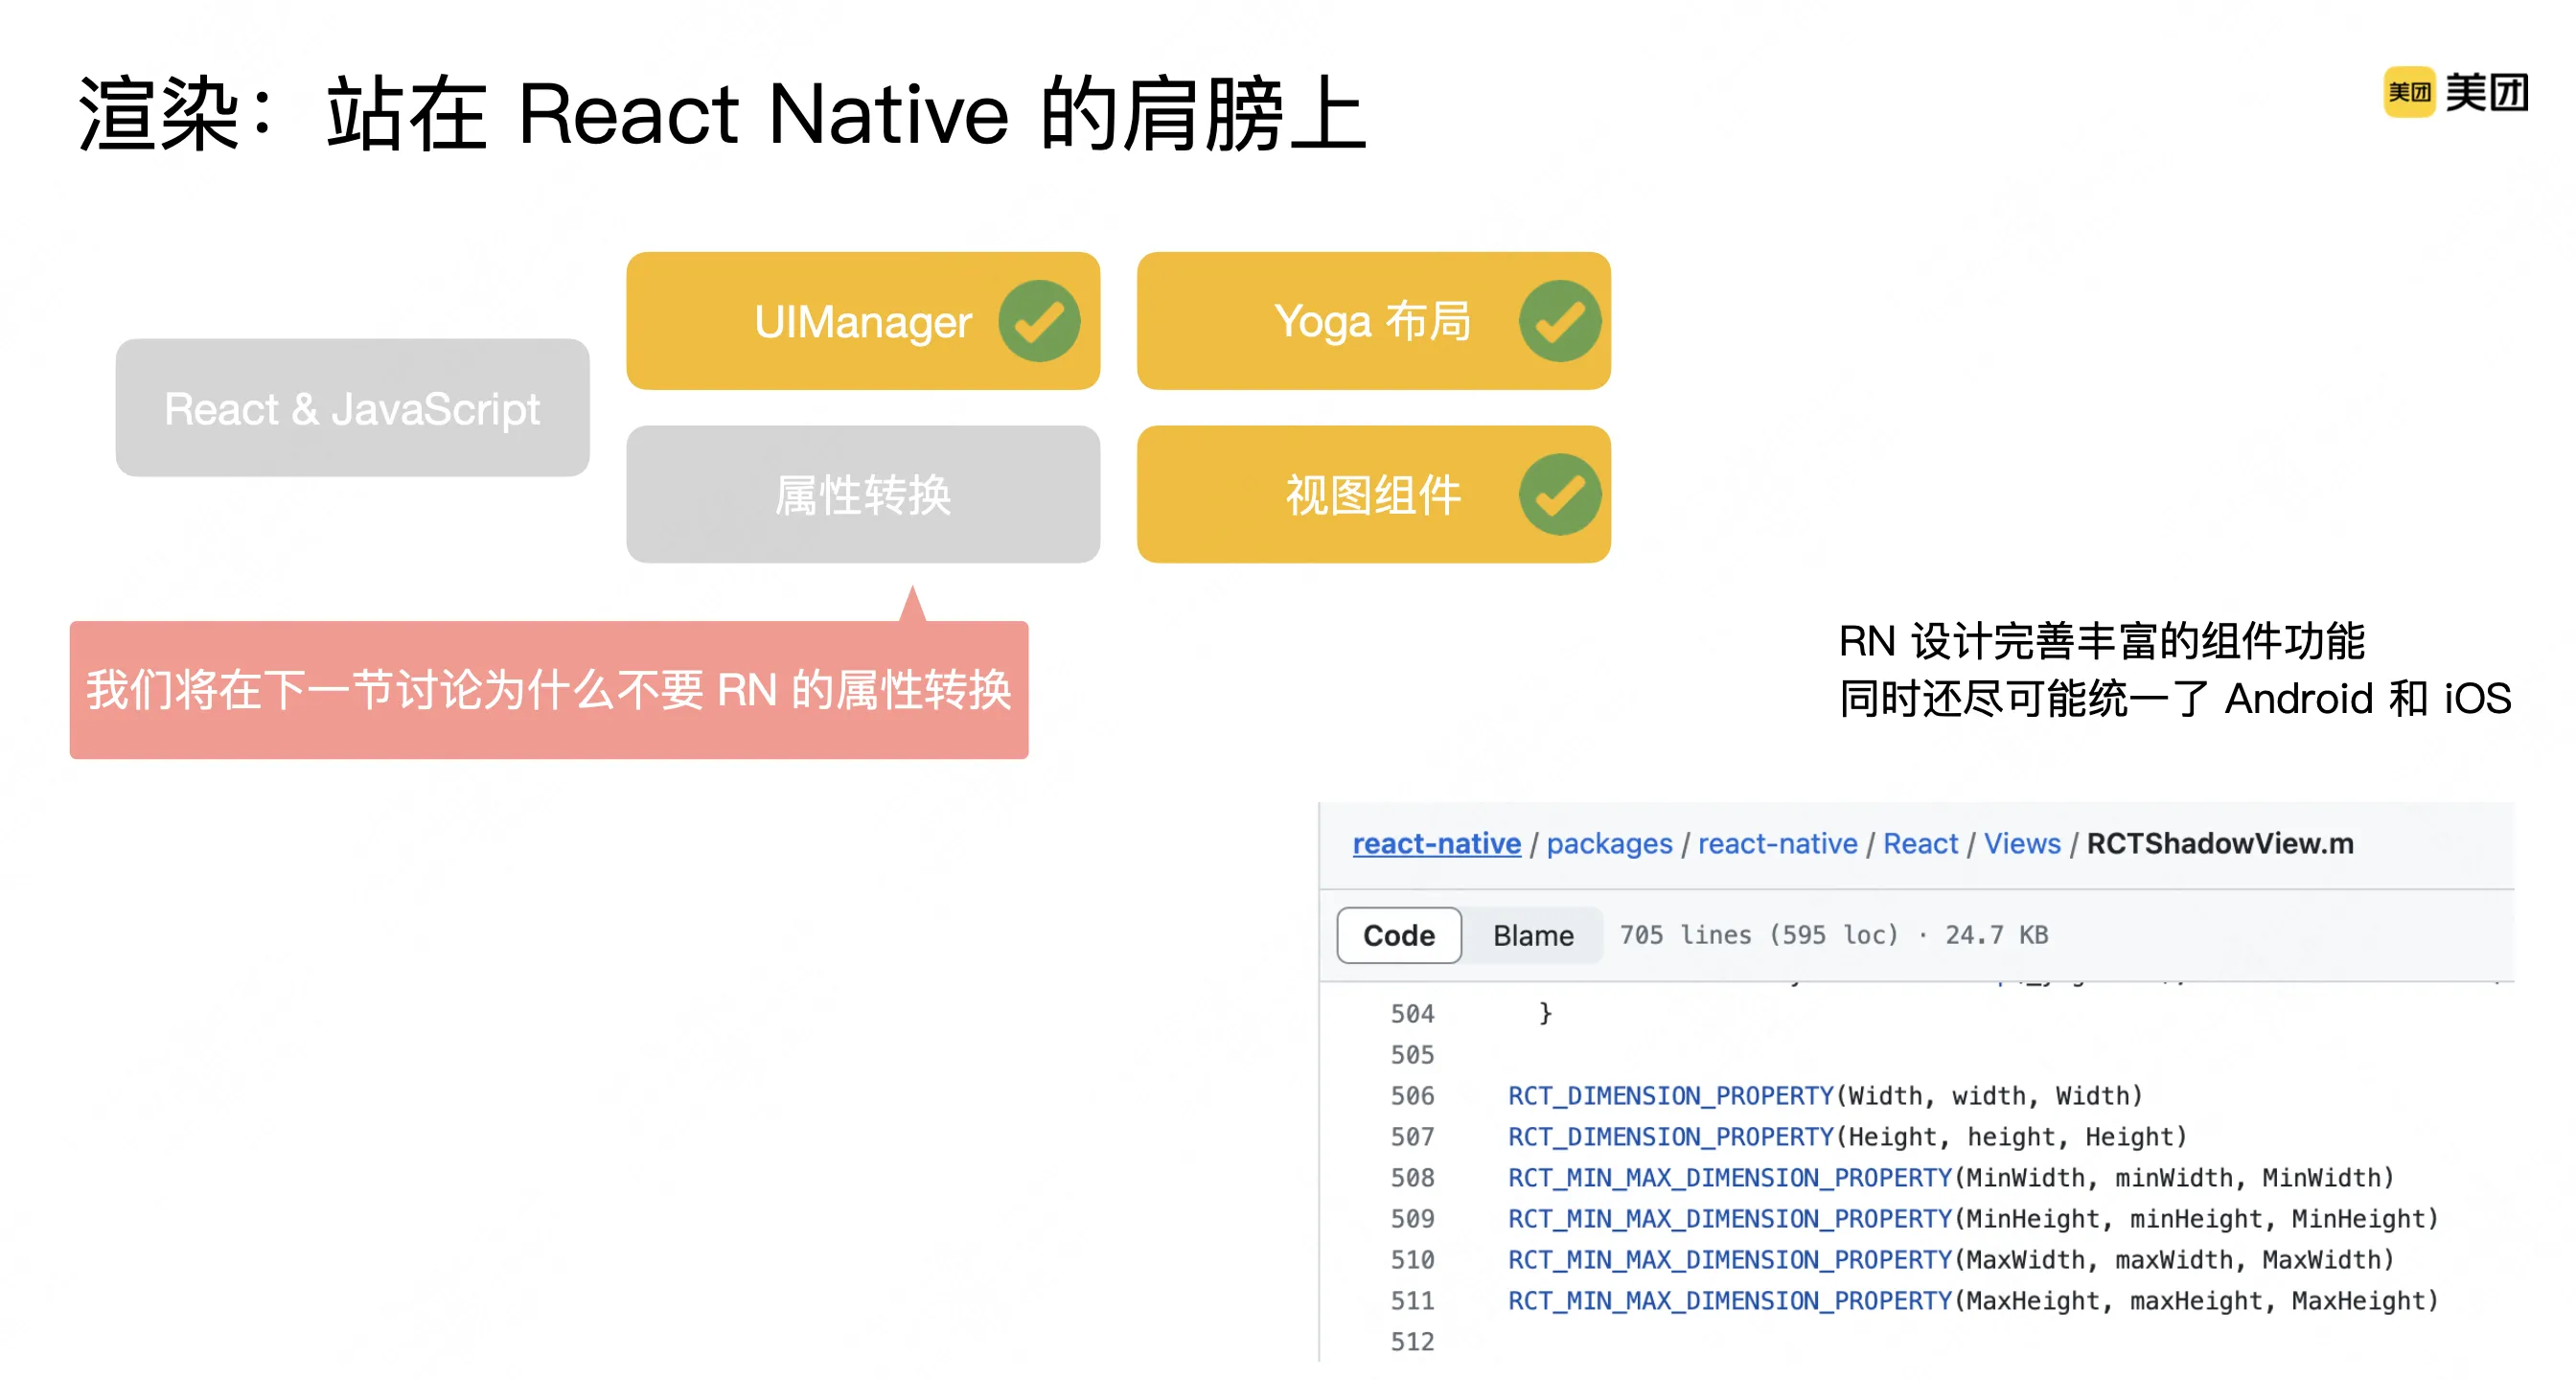 渲染：站在 React Native 的肩膀上
美团 美团
UIManager
Yoga 布局
React & JavaScript
属性转换
视图组件
我们将在下一节讨论为什么不要 RN 的属性转换
RN 设计完善丰富的组件功能
同时还尽可能统一了 Android 和 iOS
react-native / packages / react-native / React / Views / RCTShadowView.m
Code Blame 705 lines (595 loc) · 24.7 KB
504 }
505
506 RCT_DIMENSION_PROPERTY(Width, width, Width)
507 RCT_DIMENSION_PROPERTY(Height, height, Height)
508 RCT_MIN_MAX_DIMENSION_PROPERTY(MinWidth, minWidth, MinWidth)
509 RCT_MIN_MAX_DIMENSION_PROPERTY(MinHeight, minHeight, MinHeight)
510 RCT_MIN_MAX_DIMENSION_PROPERTY(MaxWidth, maxWidth, MaxWidth)
511 RCT_MIN_MAX_DIMENSION_PROPERTY(MaxHeight, maxHeight, MaxHeight)
512